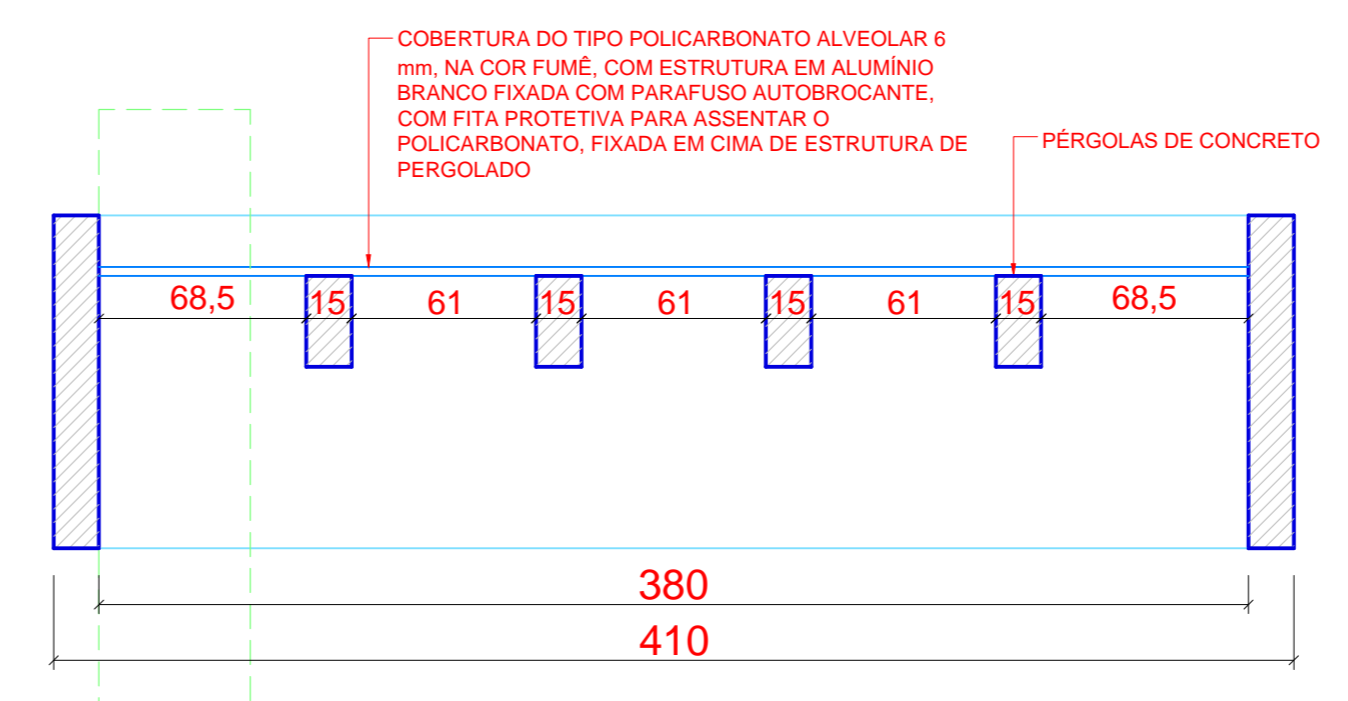 COBERTURA DO TIPO POLICARBONATO ALVEOLAR 6
mm, NA COR FUMÊ, COM ESTRUTURA EM ALUMÍNIO
BRANCO FIXADA COM PARAFUSO AUTOBROCANTE,
COM FITA PROTETIVA PARA ASSENTAR O
POLICARBONATO, FIXADA EM CIMA DE ESTRUTURA DE
PERGOLADO
PÉRGOLAS DE CONCRETO
68,5 15 61 15 61 15 61 15 68,5
380
410